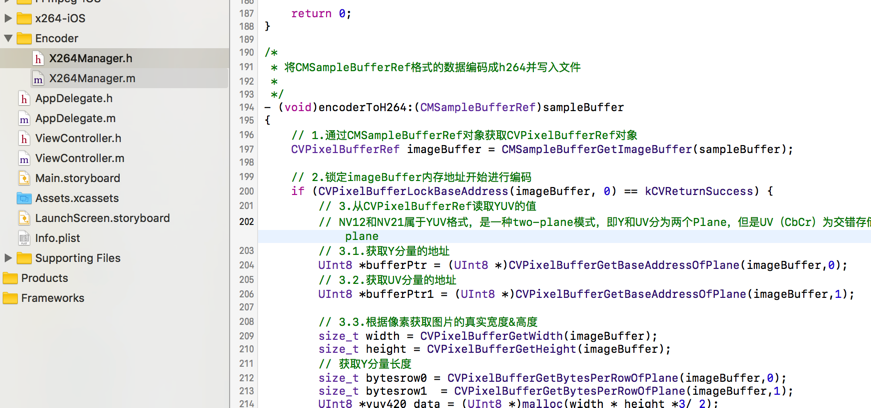 x264-iOS
Encoder
X264Manager.h
X264Manager.m
AppDelegate.h
AppDelegate.m
ViewController.h
ViewController.m
Main.storyboard
Assets.xcassets
LaunchScreen.storyboard
Info.plist
Supporting Files
Products
Frameworks
187 return 0;
188 }
189
190 /*
191 * 将CMSampleBufferRef格式的数据编码成h264并写入文件
192 *
193 */
194 - (void)encoderToH264:(CMSampleBufferRef)sampleBuffer
195 {
196 // 1.通过CMSampleBufferRef对象获取CVPixelBufferRef对象
197 CVPixelBufferRef imageBuffer = CMSampleBufferGetImageBuffer(sampleBuffer);
198
199 // 2.锁定imageBuffer内存地址开始进行编码
200 if (CVPixelBufferLockBaseAddress(imageBuffer, 0) == kCVReturnSuccess) {
201 // 3.从CVPixelBufferRef读取YUV的值
202 // NV12和NV21属于YUV格式，是一种two-plane模式，即Y和UV分为两个Plane，但是UV（CbCr）为交错存
plane
203 // 3.1.获取Y分量的地址
204 UInt8 *bufferPtr = (UInt8 *)CVPixelBufferGetBaseAddressOfPlane(imageBuffer,0);
205 // 3.2.获取UV分量的地址
206 UInt8 *bufferPtr1 = (UInt8 *)CVPixelBufferGetBaseAddressOfPlane(imageBuffer,1);
207
208 // 3.3.根据像素获取图片的真实宽度&高度
209 size_t width = CVPixelBufferGetWidth(imageBuffer);
210 size_t height = CVPixelBufferGetHeight(imageBuffer);
211 // 获取Y分量长度
212 size_t bytesrow0 = CVPixelBufferGetBytesPerRowOfPlane(imageBuffer,0);
213 size_t bytesrow1 = CVPixelBufferGetBytesPerRowOfPlane(imageBuffer,1);
214 UInt8 *yuv420_data = (UInt8 *)malloc(width * height *3/ 2);